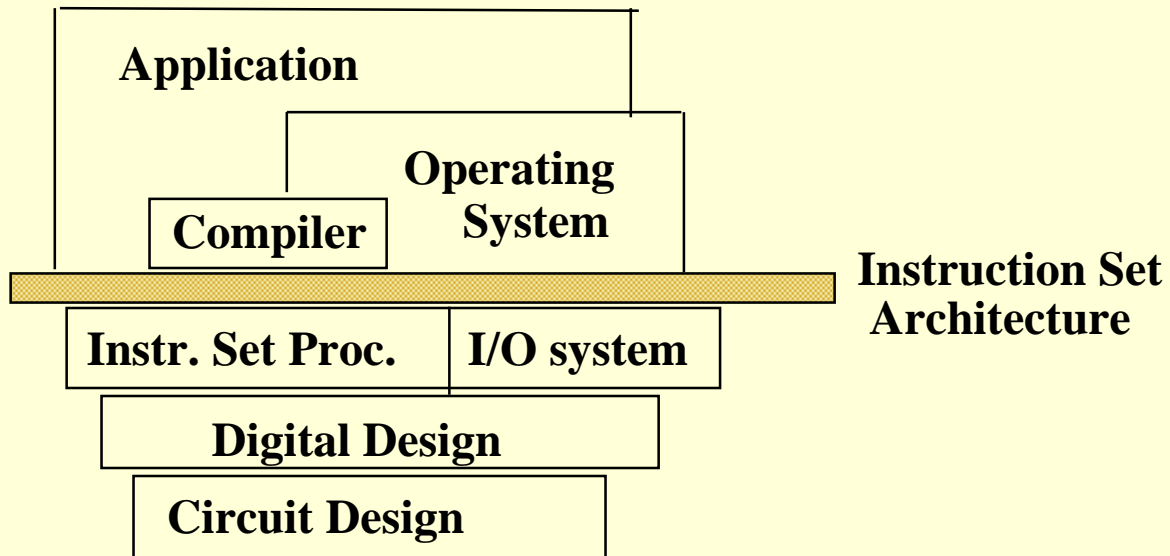 Application
Operating
System
Compiler
Instruction Set
Architecture
Instr. Set Proc.
I/O system
Digital Design
Circuit Design